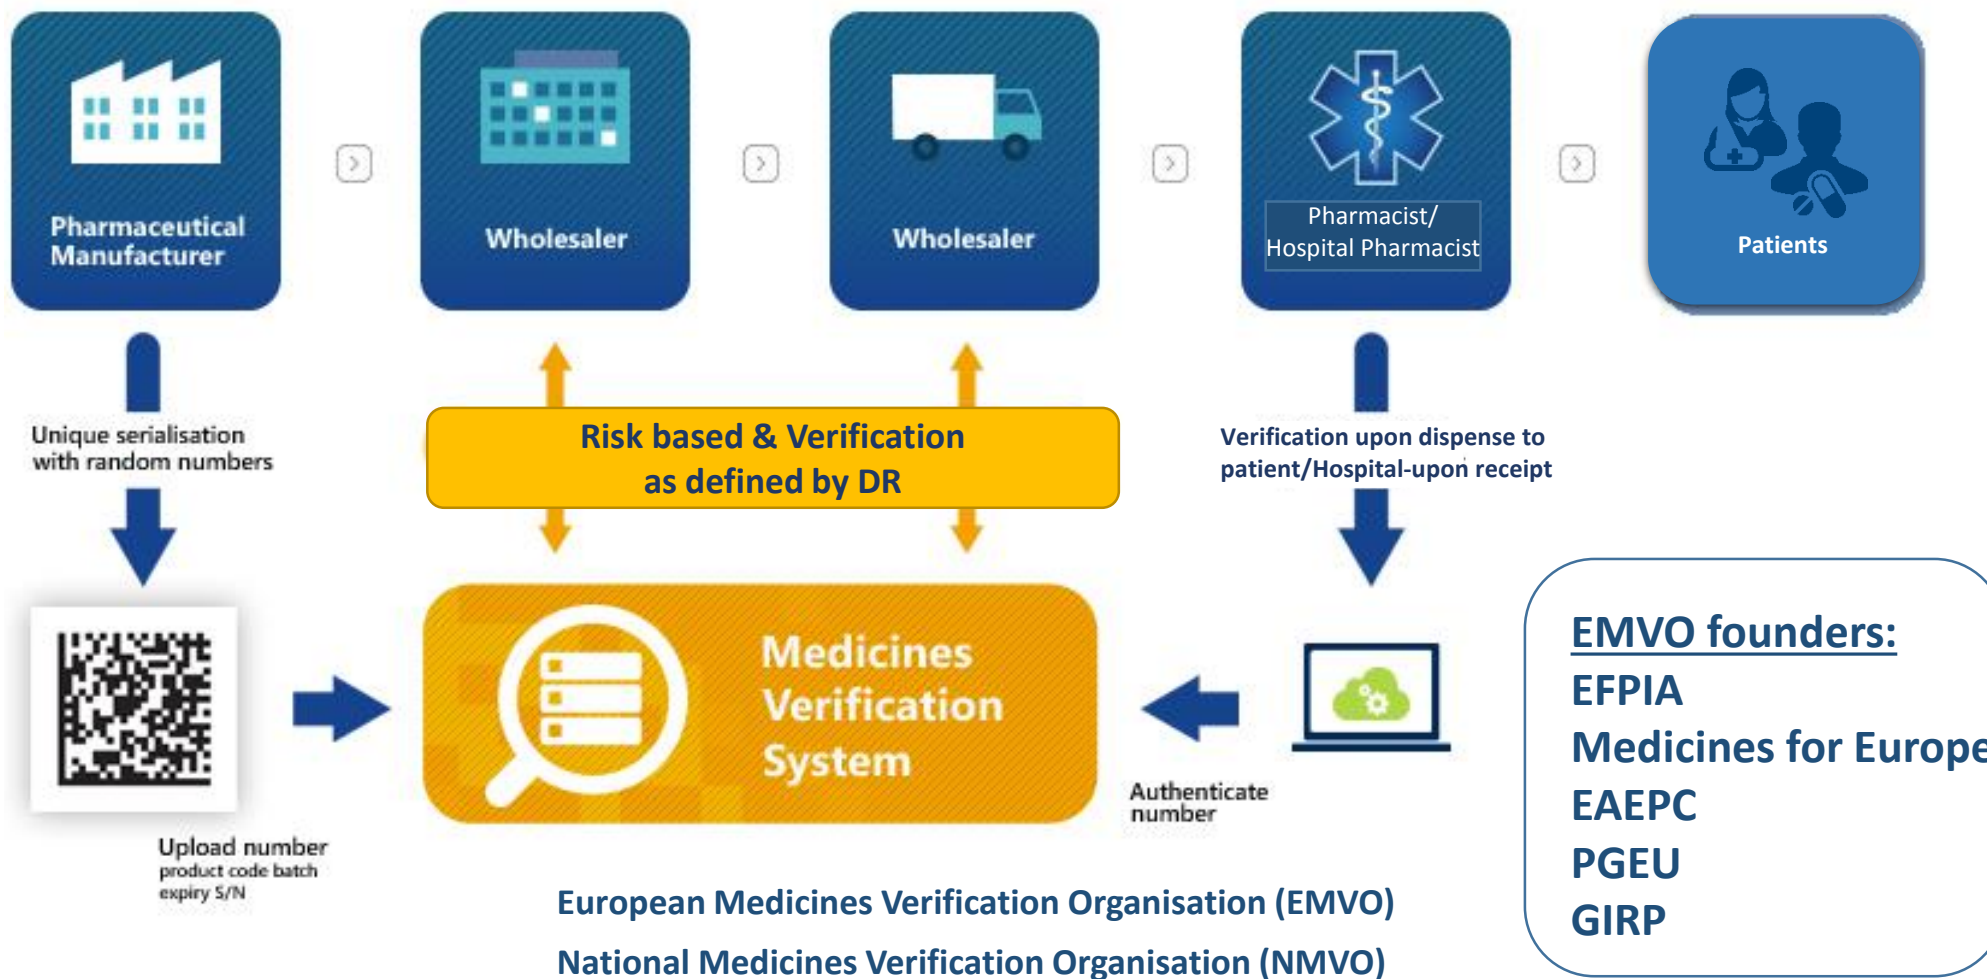 Pharmaceutical
Manufacturer
Wholesaler
Wholesaler
Pharmacist/
Hospital Pharmacist
Patients
Unique serialisation
with random numbers
Risk based & Verification
as defined by DR
Verification upon dispense to
patient/Hospital-upon receipt
Medicines
Verification
System
Upload number
product code batch
expiry S/N
Authenticate
number
EMVO founders:
EFPIA
Medicines for Europe
EAEPC
PGEU
GIRP
European Medicines Verification Organisation (EMVO)
National Medicines Verification Organisation (NMVO)